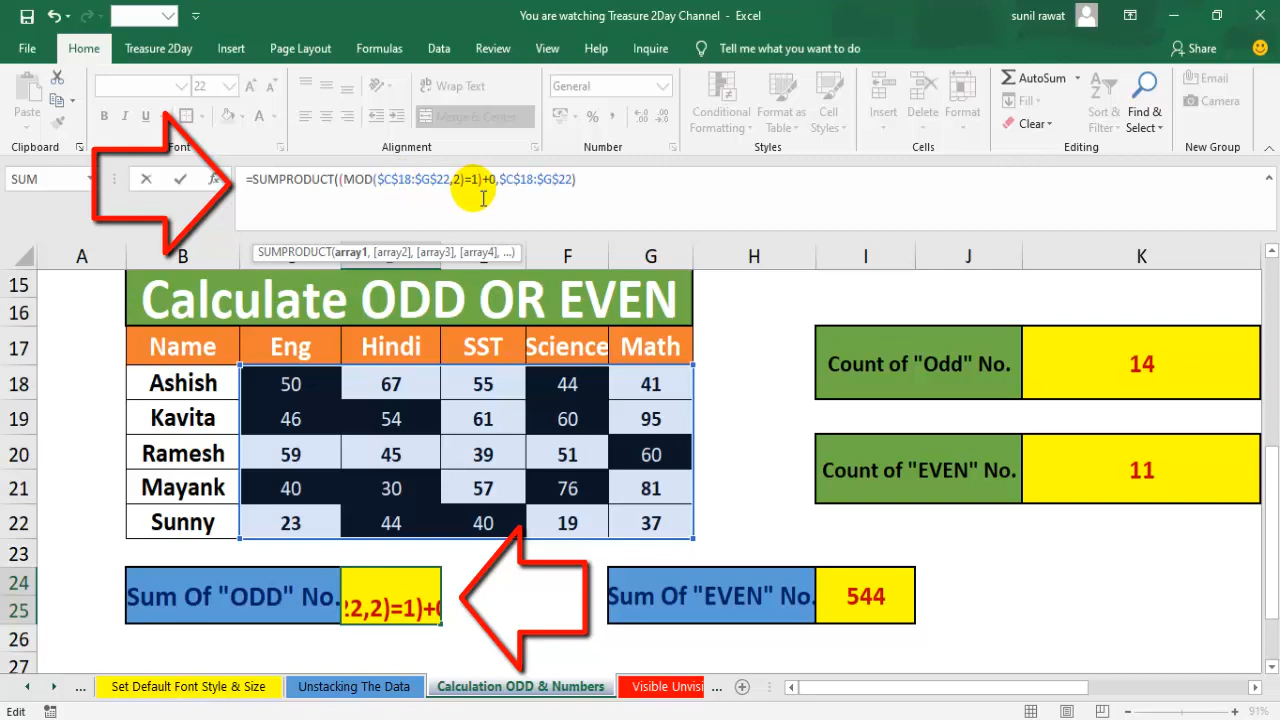 You are watching Treasure 2Day Channel - Excel
sunil rawat
File Home Treasure 2Day Insert Page Layout Formulas Data Review View Help Inquire Tell me what you want to do Share
22
Wrap Text
General
AutoSum
Email
Paste
Merge & Center
Conditional Formatting
Format as Table
Cell Styles
Insert
Delete
Format
Fill
Clear
Sort & Filter
Find & Select
Camera
Clipboard Font Alignment Number Styles Cells Editing New Group
SUM
fx
=SUMPRODUCT((MOD($C$18:$G$22,2)=1)+0,$C$18:$G$22)
SUMPRODUCT(array1, [array2], [array3], [array4], ...)
A B F G H I J K
15
Calculate ODD OR EVEN
16
17 Name Eng Hindi SST Science Math
Count of "Odd" No. 14
18 Ashish 50 67 55 44 41
19 Kavita 46 54 61 60 95
20 Ramesh 59 45 39 51 60
Count of "EVEN" No. 11
21 Mayank 40 30 57 76 81
22 Sunny 23 44 40 19 37
23
24
Sum Of "ODD" No. 22,2)=1)+0
Sum Of "EVEN" No. 544
25
26
27
... Set Default Font Style & Size Unstacking The Data Calculation ODD & Numbers Visible Unvisi ...
Edit
91%